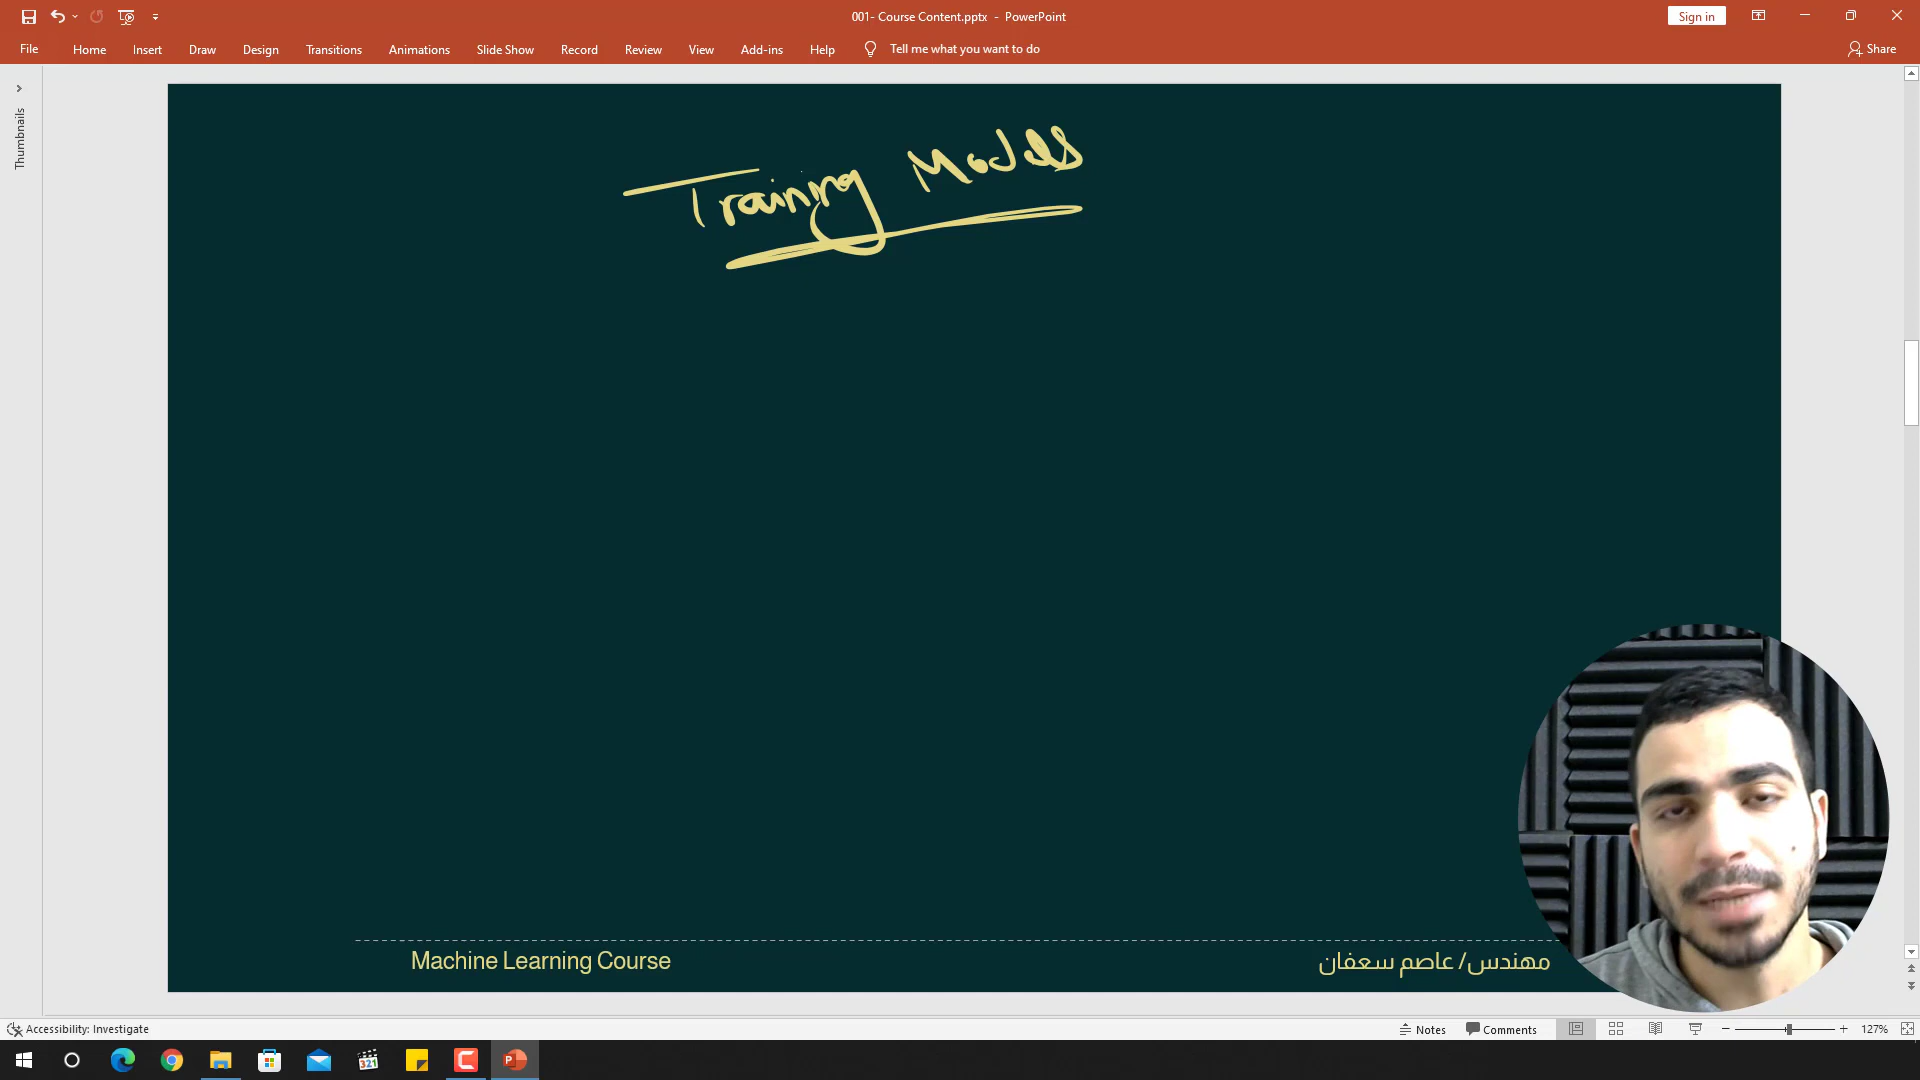 001- Course Content.pptx - PowerPoint
Sign in
File Home Insert Draw Design Transitions Animations Slide Show Record Review View Add-ins Help Tell me what you want to do Share
Thumbnails
Training Models
Machine Learning Course
مهندس/ عاصم سعفان
Accessibility: Investigate Notes Comments 127%
321